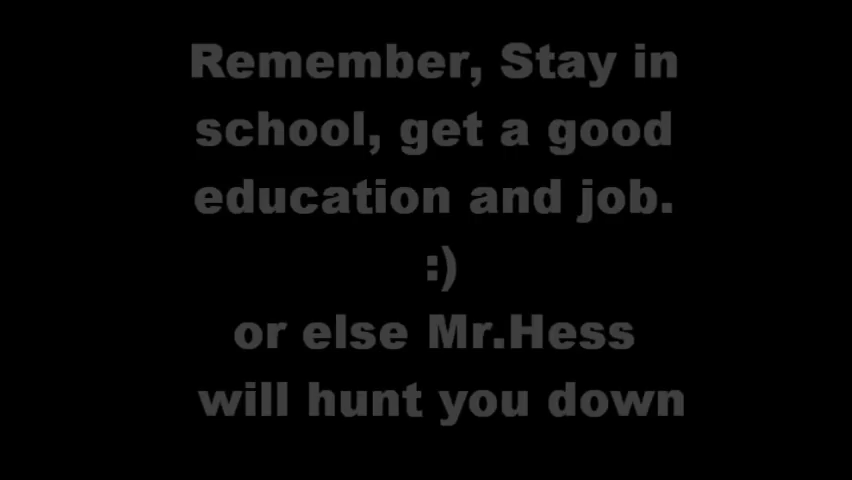 Remember, Stay in
school, get a good
education and job.
:)
or else Mr.Hess
will hunt you down